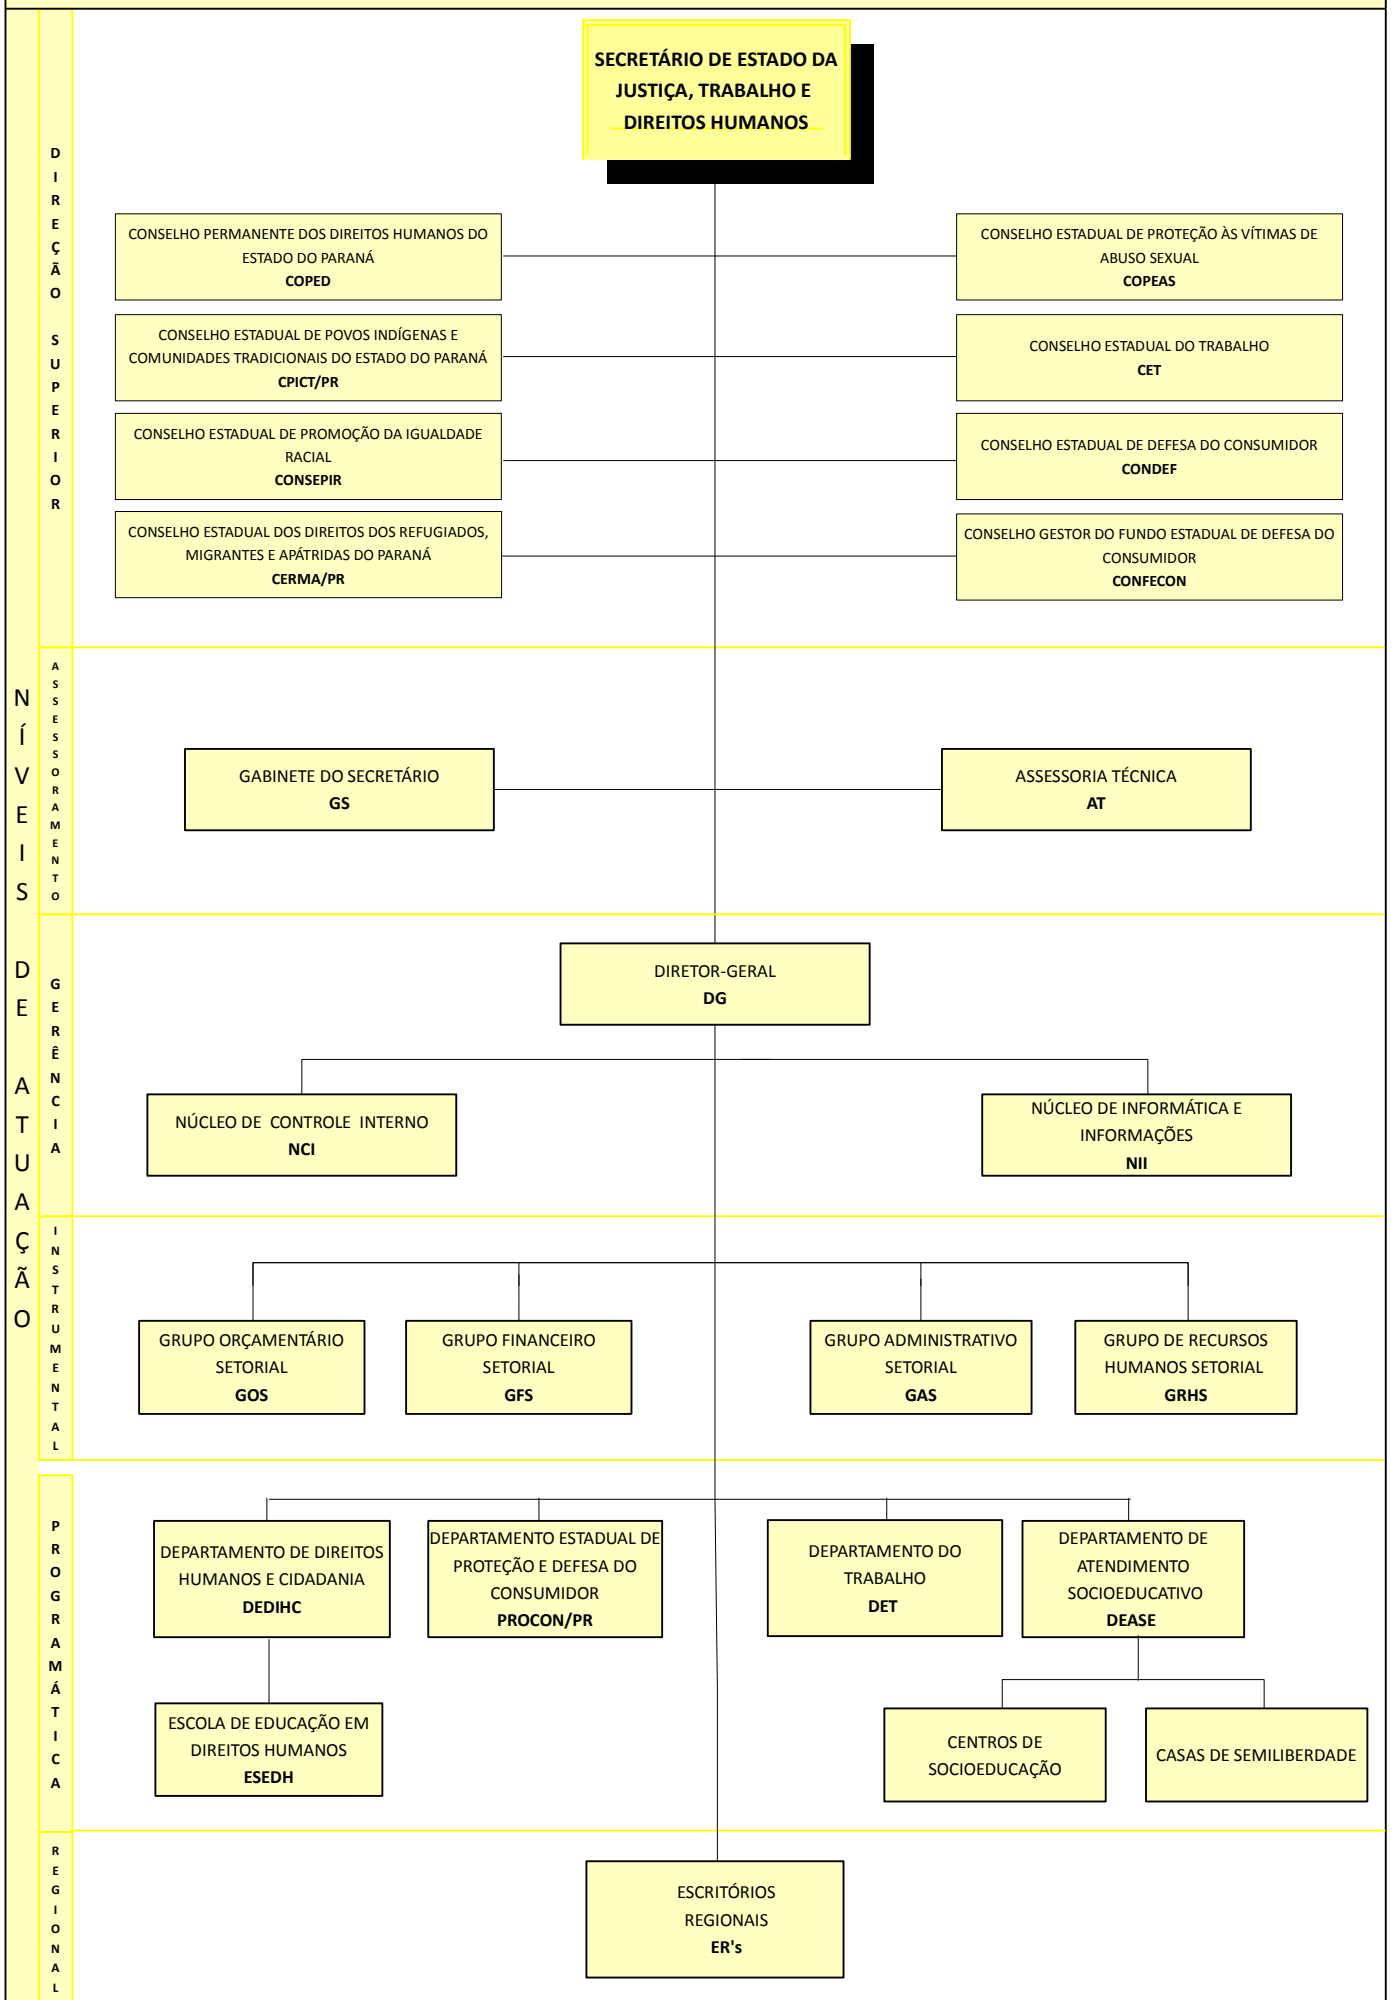 SECRETÁRIO DE ESTADO DA
JUSTIÇA, TRABALHO E
DIREITOS HUMANOS
NÍVEIS DE ATUAÇÃO
DIREÇÃO SUPERIOR
CONSELHO PERMANENTE DOS DIREITOS HUMANOS DO
ESTADO DO PARANÁ
COPED
CONSELHO ESTADUAL DE PROTEÇÃO ÀS VÍTIMAS DE
ABUSO SEXUAL
COPEAS
CONSELHO ESTADUAL DE POVOS INDÍGENAS E
COMUNIDADES TRADICIONAIS DO ESTADO DO PARANÁ
CPICT/PR
CONSELHO ESTADUAL DO TRABALHO
CET
CONSELHO ESTADUAL DE PROMOÇÃO DA IGUALDADE
RACIAL
CONSEPIR
CONSELHO ESTADUAL DE DEFESA DO CONSUMIDOR
CONDEF
CONSELHO ESTADUAL DOS DIREITOS DOS REFUGIADOS,
MIGRANTES E APÁTRIDAS DO PARANÁ
CERMA/PR
CONSELHO GESTOR DO FUNDO ESTADUAL DE DEFESA DO
CONSUMIDOR
CONFECON
ASSESSORAMENTO
GABINETE DO SECRETÁRIO
GS
ASSESSORIA TÉCNICA
AT
GERÊNCIA
DIRETOR-GERAL
DG
NÚCLEO DE CONTROLE INTERNO
NCI
NÚCLEO DE INFORMÁTICA E
INFORMAÇÕES
NII
INSTRUMENTAL
GRUPO ORÇAMENTÁRIO
SETORIAL
GOS
GRUPO FINANCEIRO
SETORIAL
GFS
GRUPO ADMINISTRATIVO
SETORIAL
GAS
GRUPO DE RECURSOS
HUMANOS SETORIAL
GRHS
PROGRAMÁTICA
DEPARTAMENTO DE DIREITOS
HUMANOS E CIDADANIA
DEDIHC
DEPARTAMENTO ESTADUAL DE
PROTEÇÃO E DEFESA DO
CONSUMIDOR
PROCON/PR
DEPARTAMENTO DO
TRABALHO
DET
DEPARTAMENTO DE
ATENDIMENTO
SOCIOEDUCATIVO
DEASE
ESCOLA DE EDUCAÇÃO EM
DIREITOS HUMANOS
ESEDH
CENTROS DE
SOCIOEDUCAÇÃO
CASAS DE SEMILIBERDADE
REGIONAL
ESCRITÓRIOS
REGIONAIS
ER's